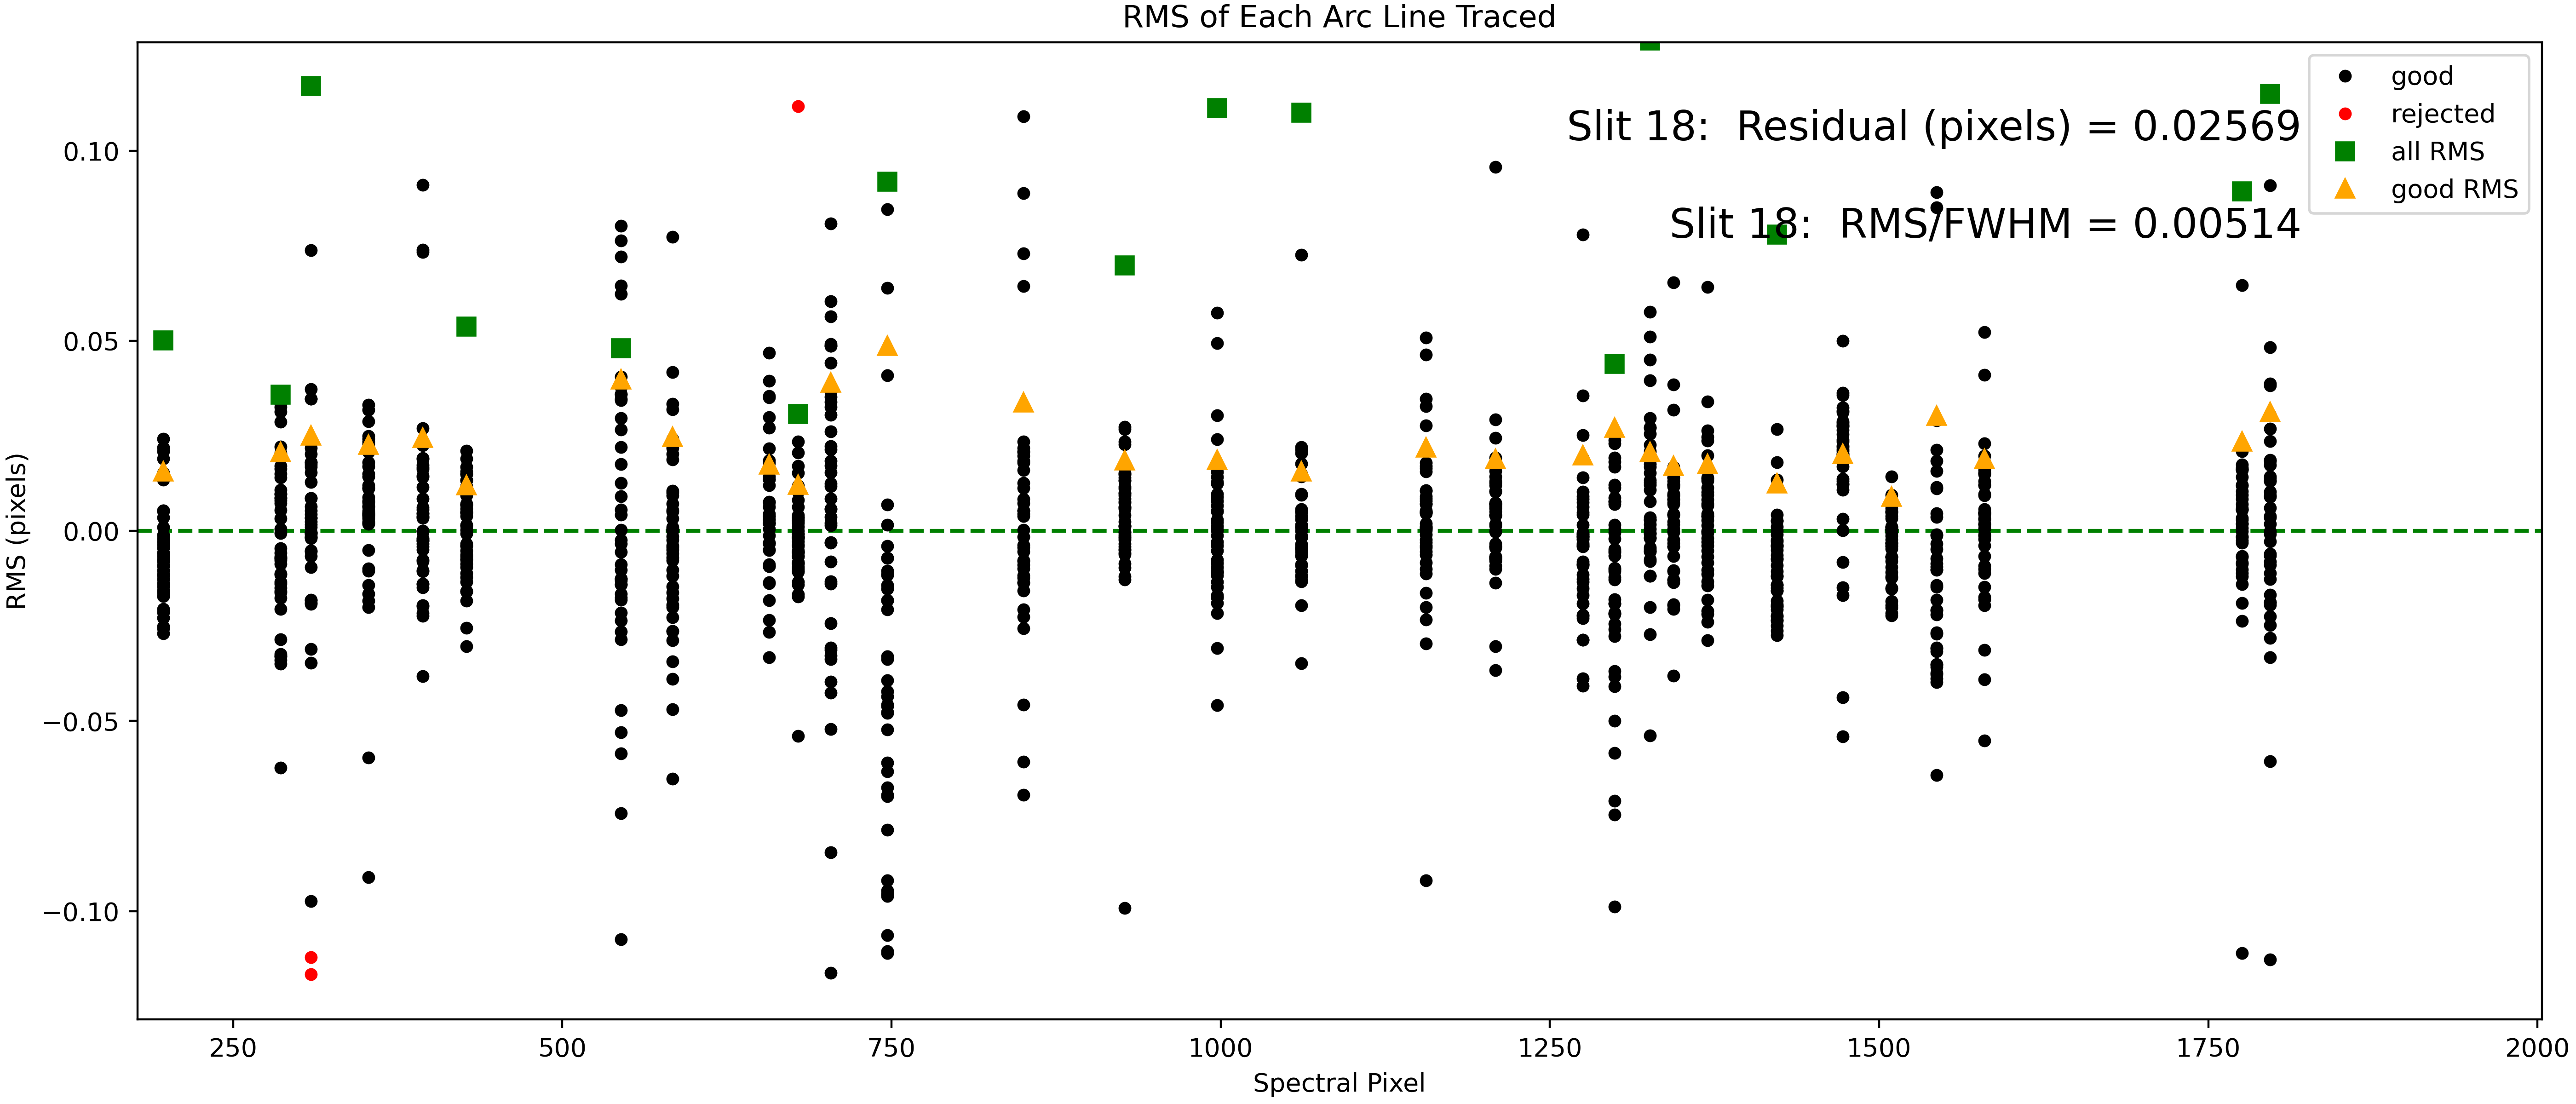 RMS of Each Arc Line Traced
good
rejected
all RMS
good RMS
Slit 18:  Residual (pixels) = 0.02569
Slit 18:  RMS/FWHM = 0.00514
RMS (pixels)
0.10
0.05
0.00
−0.05
−0.10
250
500
750
1000
1250
1500
1750
2000
Spectral Pixel